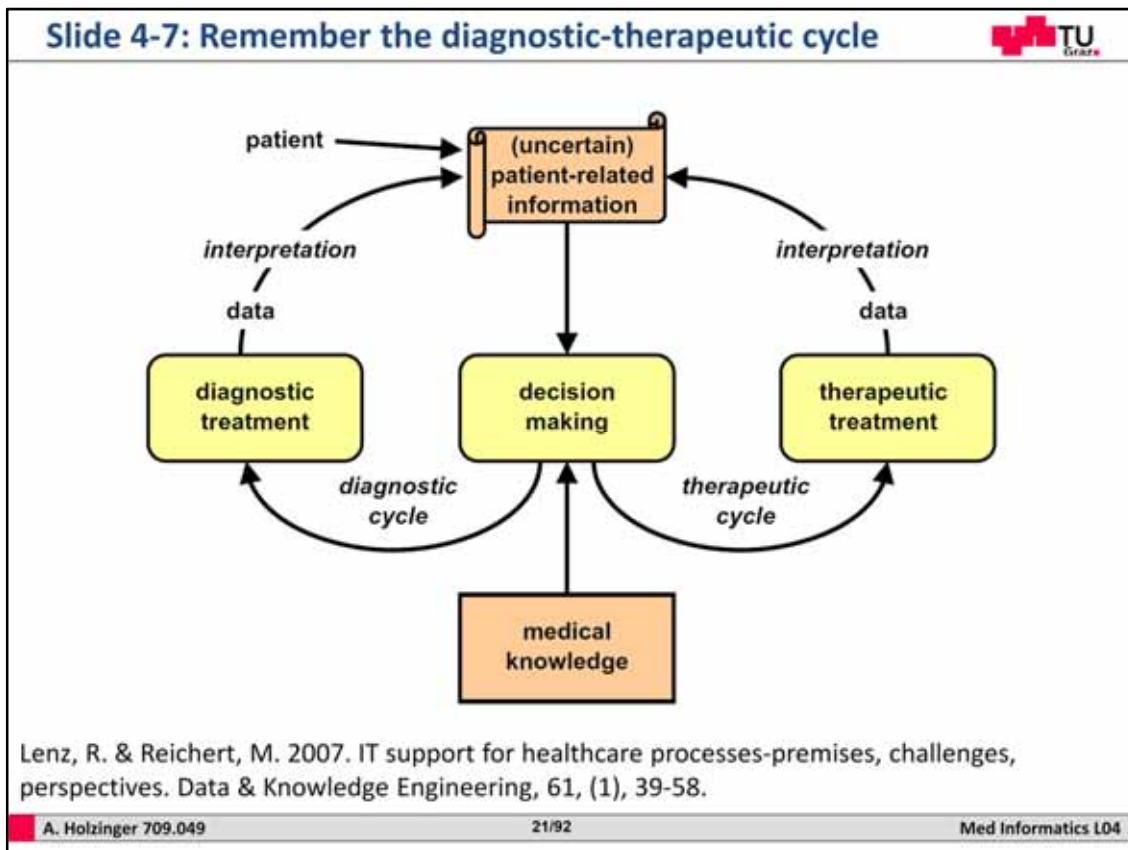 Slide 4-7: Remember the diagnostic-therapeutic cycle
TU
Graz
patient
(uncertain)
patient-related
information
interpretation
interpretation
data
data
diagnostic
treatment
decision
making
therapeutic
treatment
diagnostic
cycle
therapeutic
cycle
medical
knowledge
Lenz, R. & Reichert, M. 2007. IT support for healthcare processes-premises, challenges,
perspectives. Data & Knowledge Engineering, 61, (1), 39-58.
A. Holzinger 709.049
21/92
Med Informatics L04